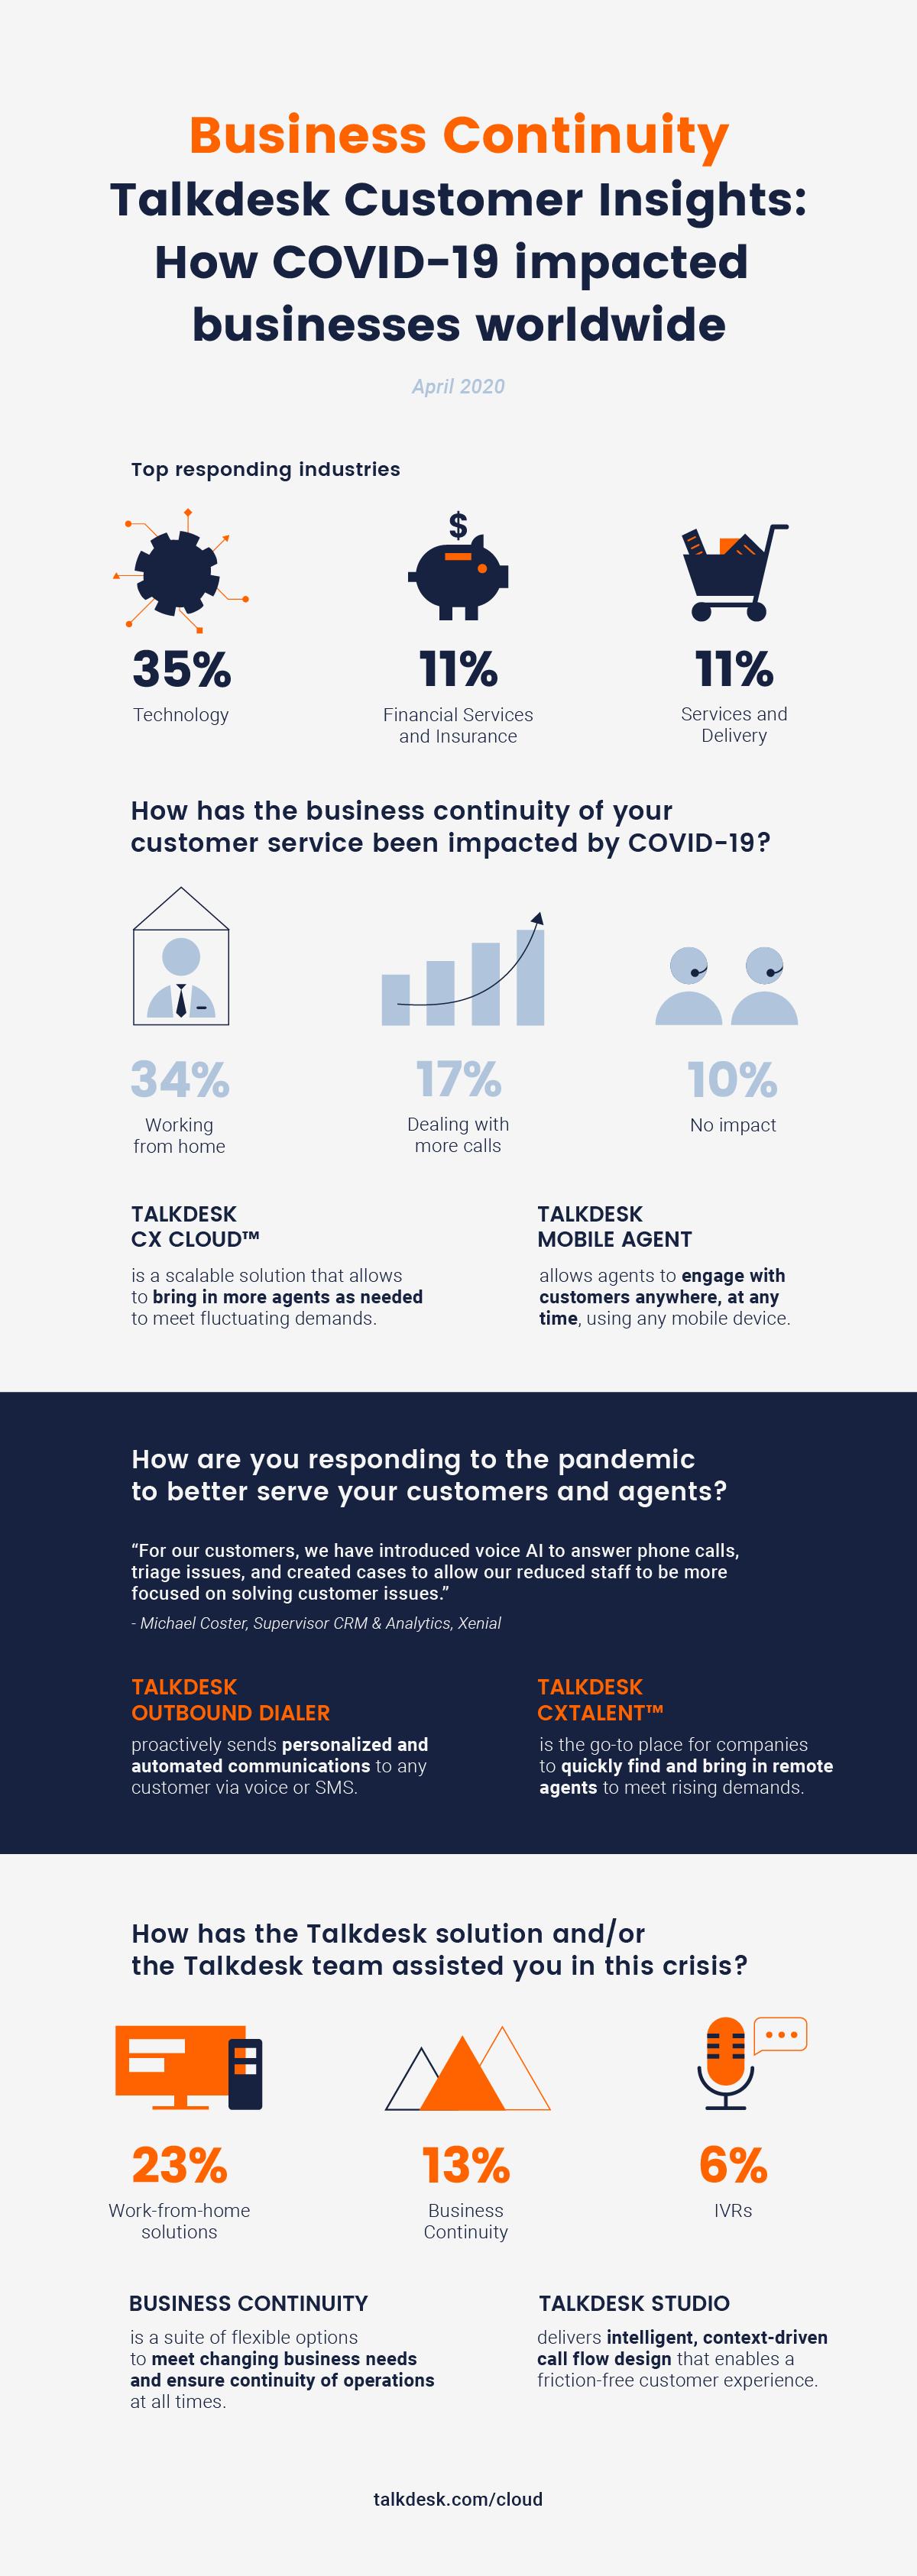 Business Continuity
Talkdesk Customer Insights:
How COVID-19 impacted
businesses worldwide
April 2020
Top responding industries
$
35%
Technology
11%
Financial Services
and Insurance
11%
Services and
Delivery
How has the business continuity of your
customer service been impacted by COVID-19?
34%
Working
from home
17%
Dealing with
more calls
10%
No impact
TALKDESK
CX CLOUD™
is a scalable solution that allows
to bring in more agents as needed
to meet fluctuating demands.
TALKDESK
MOBILE AGENT
allows agents to engage with
customers anywhere, at any
time, using any mobile device.
How are you responding to the pandemic
to better serve your customers and agents?
“For our customers, we have introduced voice AI to answer phone calls,
triage issues, and created cases to allow our reduced staff to be more
focused on solving customer issues.”
- Michael Coster, Supervisor CRM & Analytics, Xenial
TALKDESK
OUTBOUND DIALER
proactively sends personalized and
automated communications to any
customer via voice or SMS.
TALKDESK
CXTALENT™
is the go-to place for companies
to quickly find and bring in remote
agents to meet rising demands.
How has the Talkdesk solution and/or
the Talkdesk team assisted you in this crisis?
23%
Work-from-home
solutions
13%
Business
Continuity
6%
IVRs
BUSINESS CONTINUITY
is a suite of flexible options
to meet changing business needs
and ensure continuity of operations
at all times.
TALKDESK STUDIO
delivers intelligent, context-driven
call flow design that enables a
friction-free customer experience.
talkdesk.com/cloud